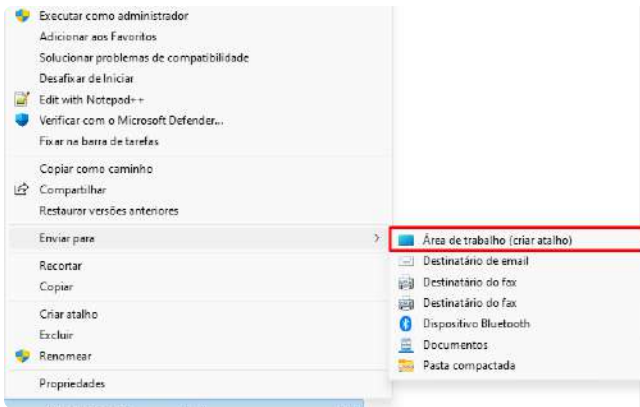 Executar como administrador
Adicionar aos Favoritos
Solucionar problemas de compatibilidade
Desafixar de Iniciar
Edit with Notepad++
Verificar com o Microsoft Defender...
Fixar na barra de tarefas
Copiar como caminho
Compartilhar
Restaurar versões anteriores
Enviar para
Recortar
Copiar
Criar atalho
Excluir
Renomear
Propriedades
Área de trabalho (criar atalho)
Destinatário de email
Destinatário do fax
Destinatário do fax
Dispositivo Bluetooth
Documentos
Pasta compactada